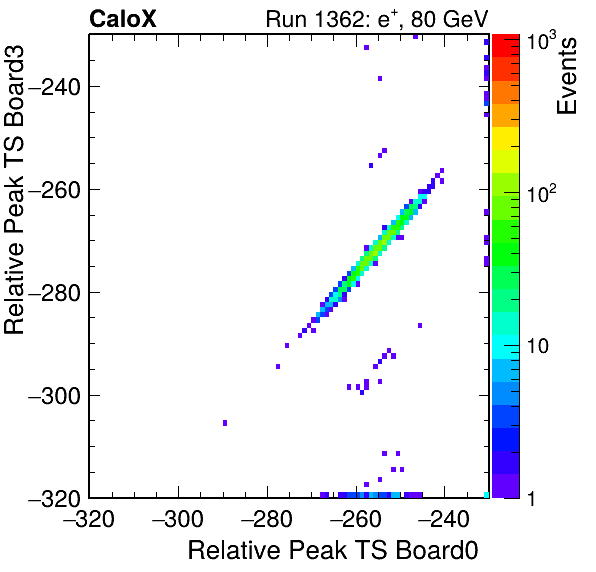 CaloX Run 1362: e+, 80 GeV
Relative Peak TS Board3
−240
−260
−280
−300
−320
−320 −300 −280 −260 −240
Relative Peak TS Board0
10³
10²
10
1
Events